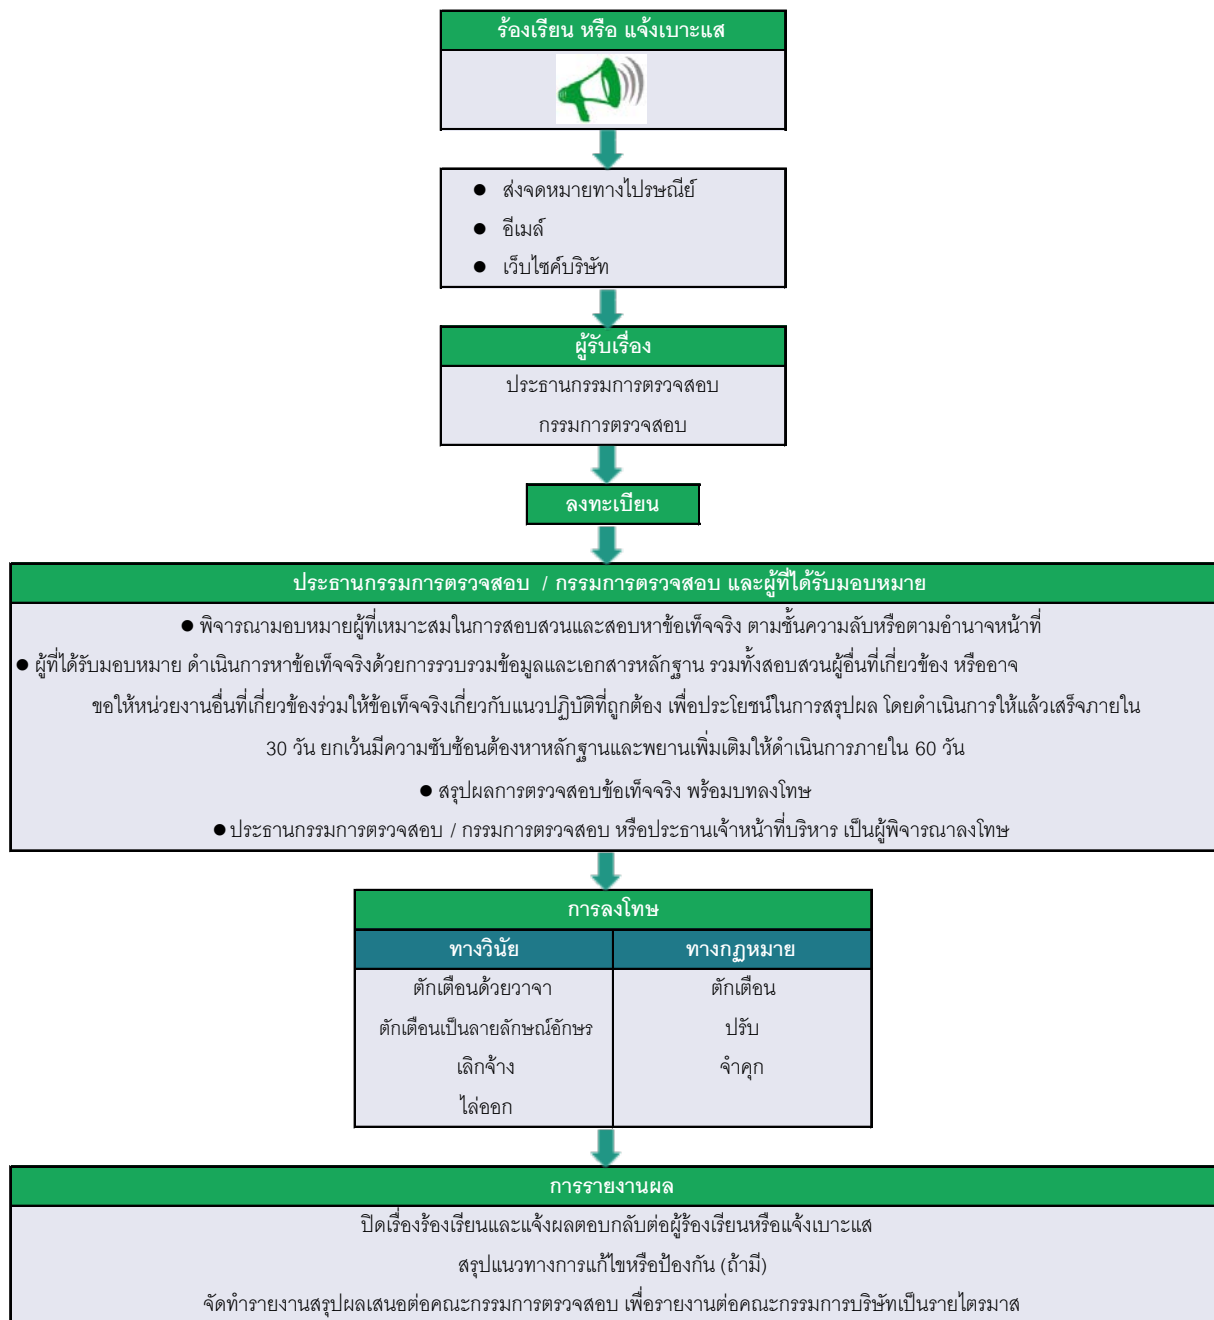 ร้องเรียน หรือ แจ้งเบาะแส
● ส่งจดหมายทางไปรษณีย์
● อีเมล์
● เว็บไซค์บริษัท
ผู้รับเรื่อง
ประธานกรรมการตรวจสอบ
กรรมการตรวจสอบ
ลงทะเบียน
ประธานกรรมการตรวจสอบ / กรรมการตรวจสอบ และผู้ที่ได้รับมอบหมาย
● พิจารณามอบหมายผู้ที่เหมาะสมในการสอบสวนและสอบหาข้อเท็จจริง ตามชั้นความลับหรือตามอำนาจหน้าที่
● ผู้ที่ได้รับมอบหมาย ดำเนินการหาข้อเท็จจริงด้วยการรวบรวมข้อมูลและเอกสารหลักฐาน รวมทั้งสอบสวนผู้อื่นที่เกี่ยวข้อง หรืออาจ
ขอให้หน่วยงานอื่นที่เกี่ยวข้องร่วมให้ข้อเท็จจริงเกี่ยวกับแนวปฏิบัติที่ถูกต้อง เพื่อประโยชน์ในการสรุปผล โดยดำเนินการให้แล้วเสร็จภายใน
30 วัน ยกเว้นมีความซับซ้อนต้องหาหลักฐานและพยานเพิ่มเติมให้ดำเนินการภายใน 60 วัน
● สรุปผลการตรวจสอบข้อเท็จจริง พร้อมบทลงโทษ
● ประธานกรรมการตรวจสอบ / กรรมการตรวจสอบ หรือประธานเจ้าหน้าที่บริหาร เป็นผู้พิจารณาลงโทษ
การลงโทษ
ทางวินัย ทางกฏหมาย
ตักเตือนด้วยวาจา ตักเตือน
ตักเตือนเป็นลายลักษณ์อักษร ปรับ
เลิกจ้าง จำคุก
ไล่ออก
การรายงานผล
ปิดเรื่องร้องเรียนและแจ้งผลตอบกลับต่อผู้ร้องเรียนหรือแจ้งเบาะแส
สรุปแนวทางการแก้ไขหรือป้องกัน (ถ้ามี)
จัดทำรายงานสรุปผลเสนอต่อคณะกรรมการตรวจสอบ เพื่อรายงานต่อคณะกรรมการบริษัทเป็นรายไตรมาส